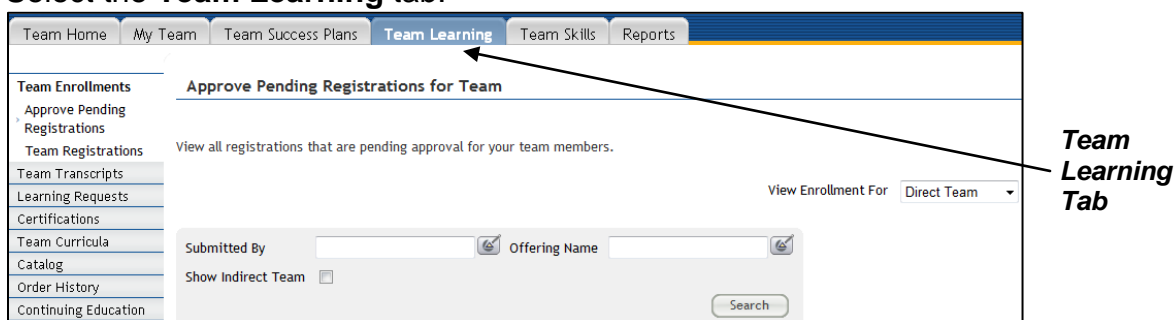 Select the Team Learning tab.
Team Home My Team Team Success Plans Team Learning Team Skills Reports
Team Enrollments
Approve Pending
Registrations
Team Registrations
Team Transcripts
Learning Requests
Certifications
Team Curricula
Catalog
Order History
Continuing Education
Approve Pending Registrations for Team
View all registrations that are pending approval for your team members.
View Enrollment For Direct Team
Submitted By Offering Name
Show Indirect Team
Search
Team
Learning
Tab